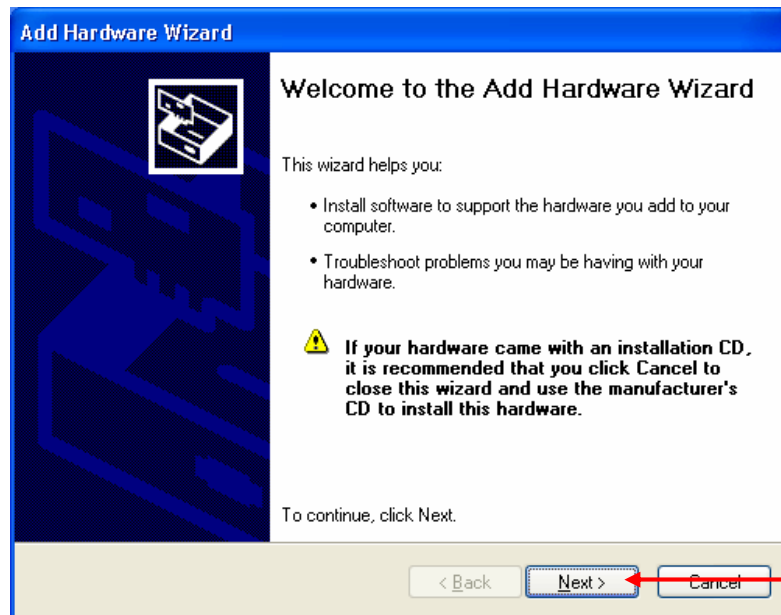 Add Hardware Wizard
Welcome to the Add Hardware Wizard
This wizard helps you:
• Install software to support the hardware you add to your
computer.
• Troubleshoot problems you may be having with your
hardware.
If your hardware came with an installation CD,
it is recommended that you click Cancel to
close this wizard and use the manufacturer's
CD to install this hardware.
To continue, click Next.
< Back Next > Cancel